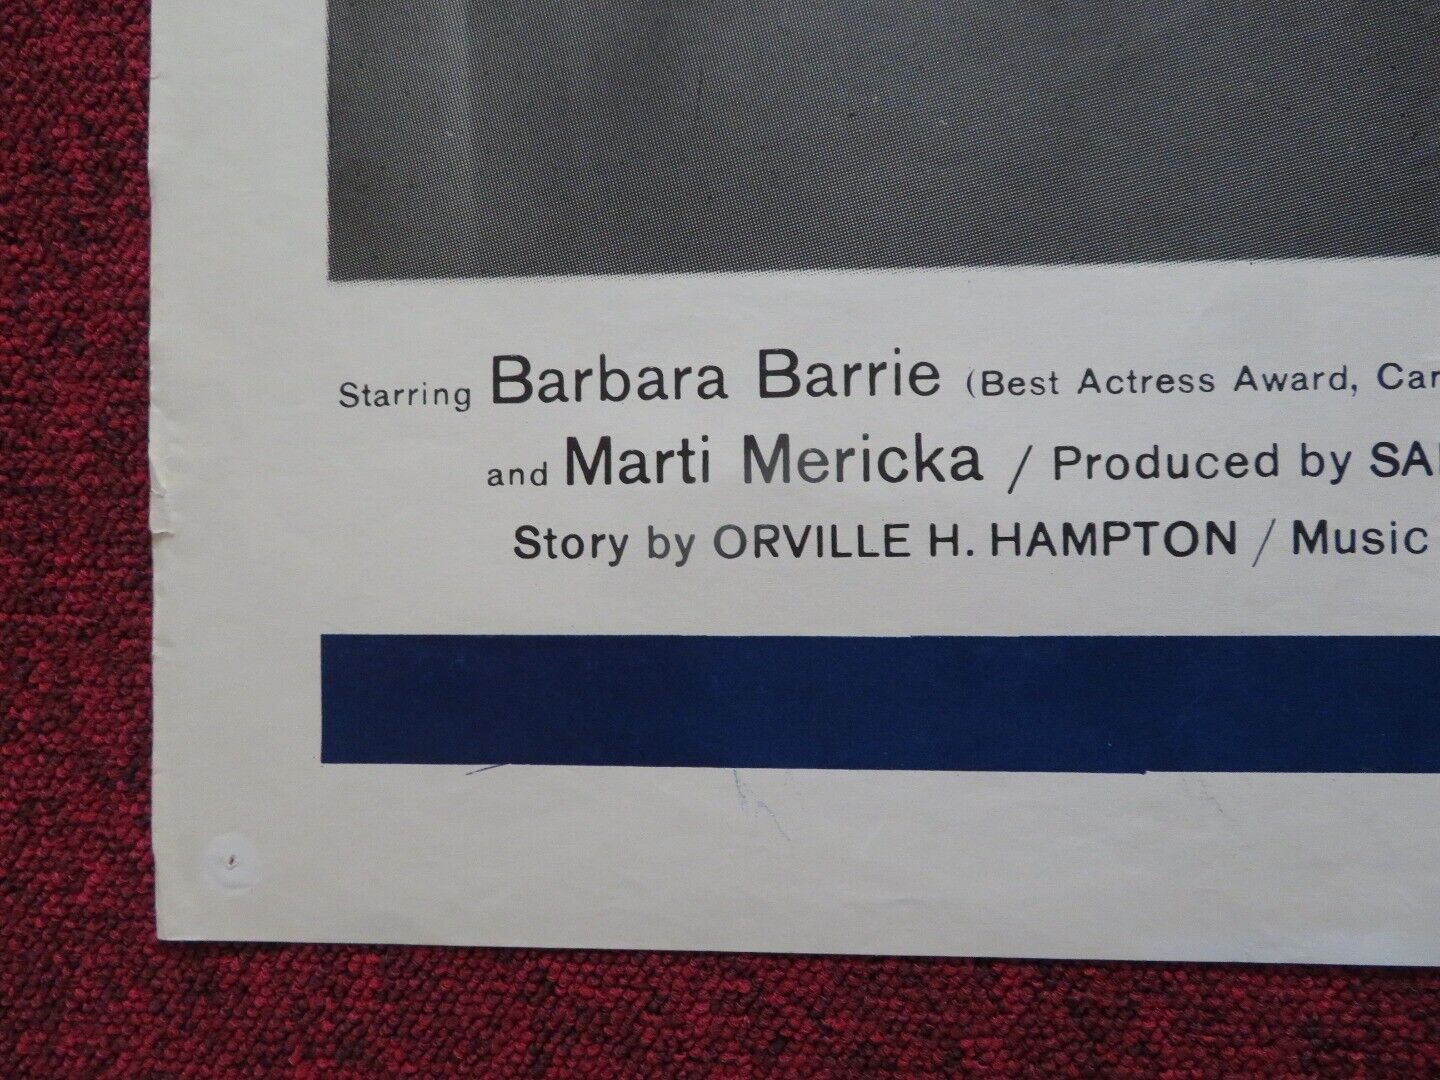 Starring Barbara Barrie (Best Actress Award,
and Marti Mericka / Produced by
Story by ORVILLE H. HAMPTON / Music